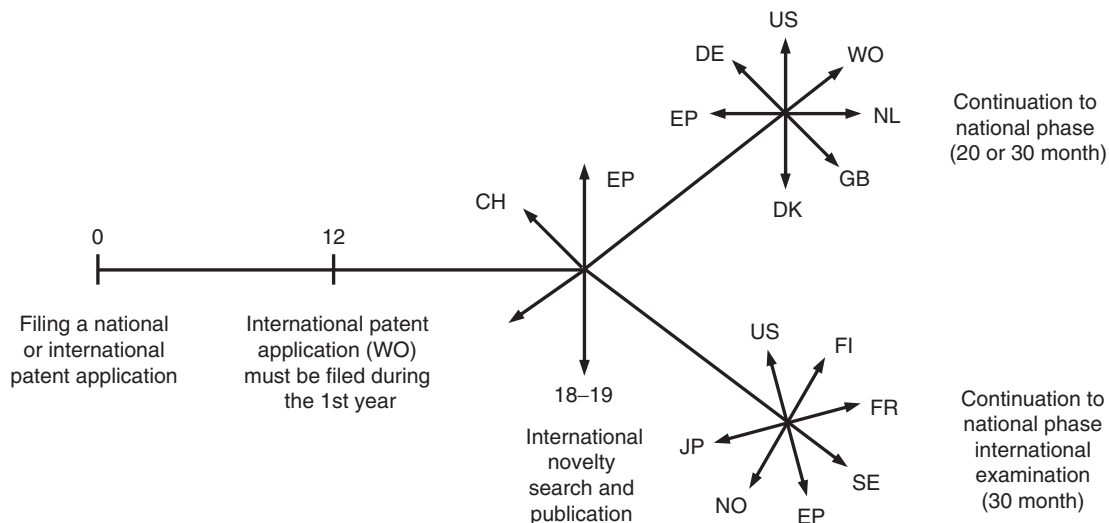 0
Filing a national
or international
patent application
12
International patent
application (WO)
must be filed during
the 1st year
CH
EP
18–19
International
novelty
search and
publication
US
DE
WO
EP
NL
GB
DK
Continuation to
national phase
(20 or 30 month)
US
FI
FR
JP
SE
NO
EP
Continuation to
national phase
international
examination
(30 month)